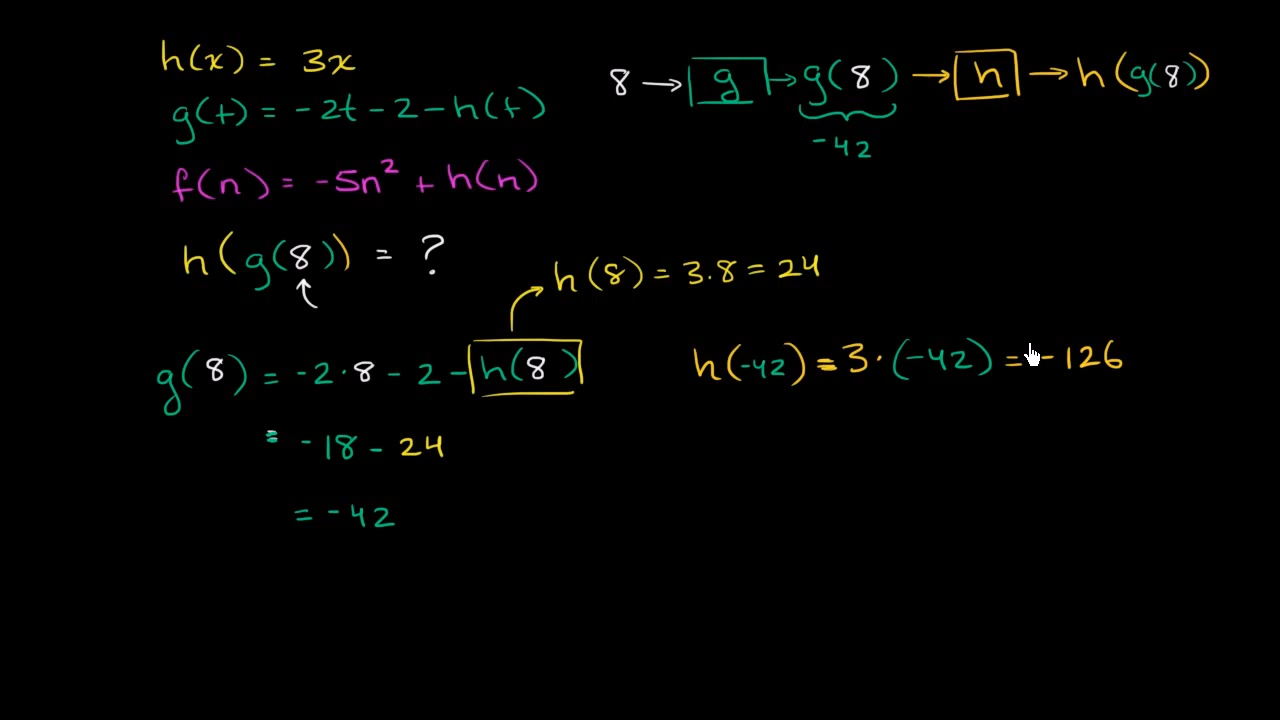 h(x) = 3x
8 → g → g(8) → h → h(g(8))
g(t) = -2t - 2 - h(t)
-42
f(n) = -5n² + h(n)
h(g(8)) = ?
h(8) = 3·8 = 24
g(8) = -2·8 - 2 - h(8)
h(-42) = 3·(-42) = -126
= -18 - 24
= -42